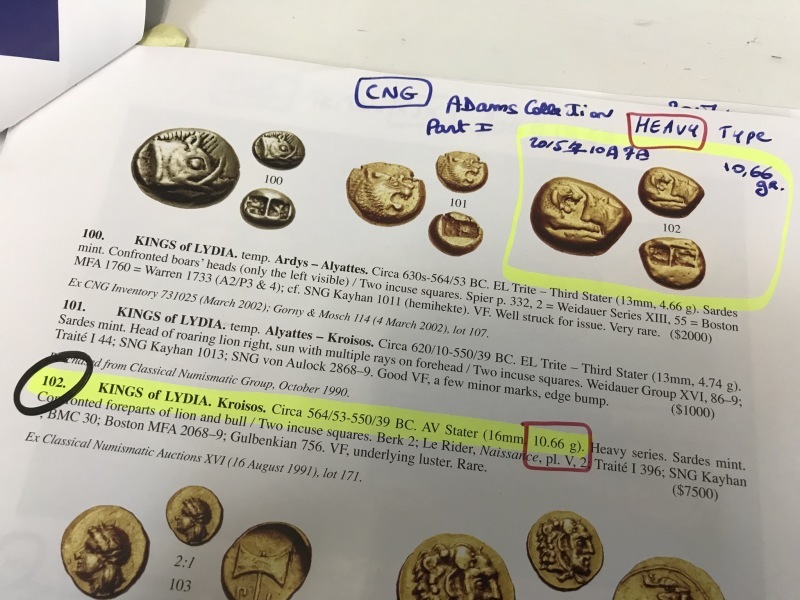 CNG Adams Collection
Part I HEAVY TYPE
2015 10A
10,66
gr.
100
101
102
100. KINGS of LYDIA. temp. Ardys – Alyattes. Circa 630s-564/53 BC. EL Trite – Third Stater (13mm, 4.66 g). Sardes
mint. Confronted boars' heads (only the left visible) / Two incuse squares. Spier p. 332, 2 = Weidauer Series XIII, 55 = Boston
MFA 1760 = Warren 1733 (A2/P3 & 4); cf. SNG Kayhan 1011 (hemihekte). VF. Well struck for issue. Very rare. ($2000)
Ex CNG Inventory 731025 (March 2002); Gorny & Mosch 114 (4 March 2002), lot 107.
101. KINGS of LYDIA. temp. Alyattes – Kroisos. Circa 620/10-550/39 BC. EL Trite – Third Stater (13mm, 4.74 g).
Sardes mint. Head of roaring lion right, sun with multiple rays on forehead / Two incuse squares. Weidauer Group XVI, 86–9;
Traité I 44; SNG Kayhan 1013; SNG von Aulock 2868–9. Good VF, a few minor marks, edge bump. ($1000)
Purchased from Classical Numismatic Group, October 1990.
102. KINGS of LYDIA. Kroisos. Circa 564/53-550/39 BC. AV Stater (16mm, 10.66 g). Heavy series. Sardes mint.
Confronted foreparts of lion and bull / Two incuse squares. Berk 2; Le Rider, Naissance, pl. V, 2; Traité I 396; SNG Kayhan
; BMC 30; Boston MFA 2068–9; Gulbenkian 756. VF, underlying luster. Rare. ($7500)
Ex Classical Numismatic Auctions XVI (16 August 1991), lot 171.
2:1
103